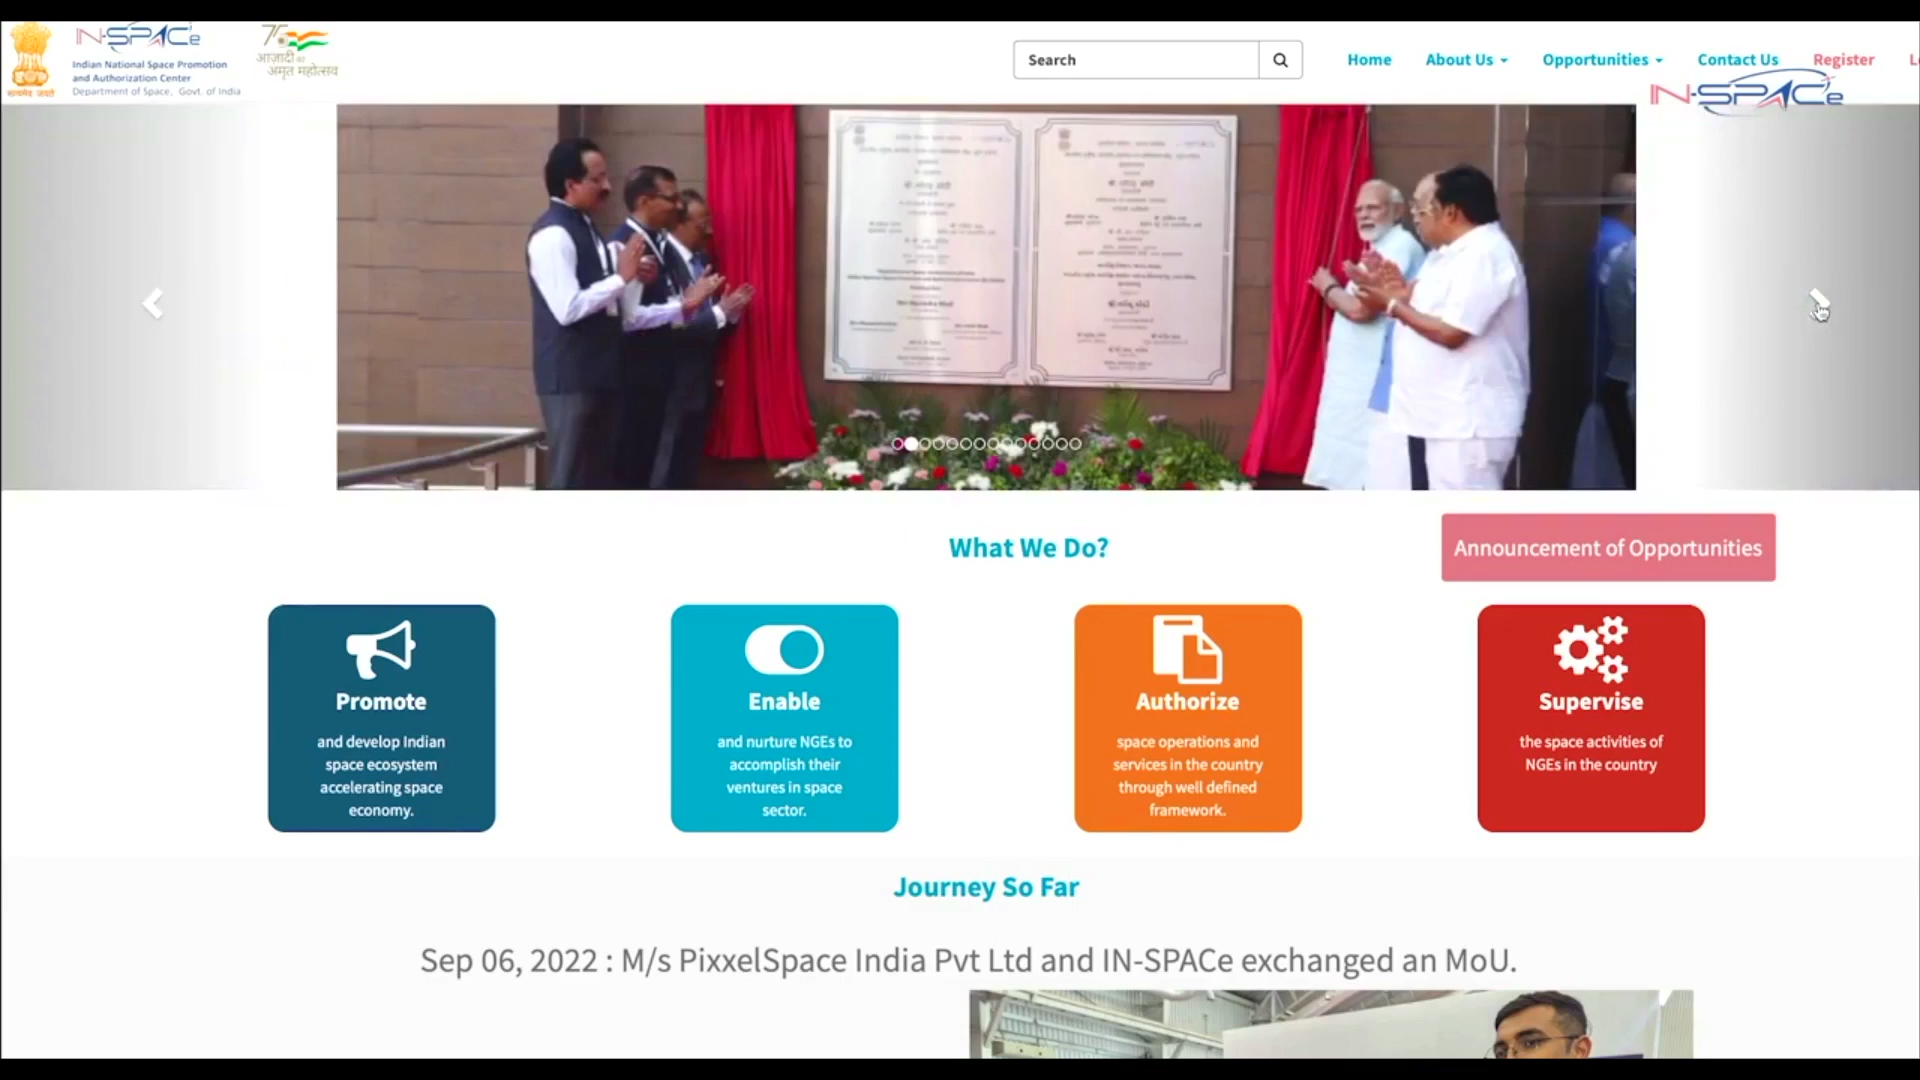 IN-SPACe
Indian National Space Promotion
and Authorization Center
Department of Space, Govt. of India
सत्यमेव जयते
75
आज़ादी का
अमृत महोत्सव
Search
Home
About Us
Opportunities
Contact Us
Register
IN-SPACe
What We Do?
Announcement of Opportunities
Promote
and develop Indian
space ecosystem
accelerating space
economy.
Enable
and nurture NGEs to
accomplish their
ventures in space
sector.
Authorize
space operations and
services in the country
through well defined
framework.
Supervise
the space activities of
NGEs in the country
Journey So Far
Sep 06, 2022 : M/s PixxelSpace India Pvt Ltd and IN-SPACe exchanged an MoU.